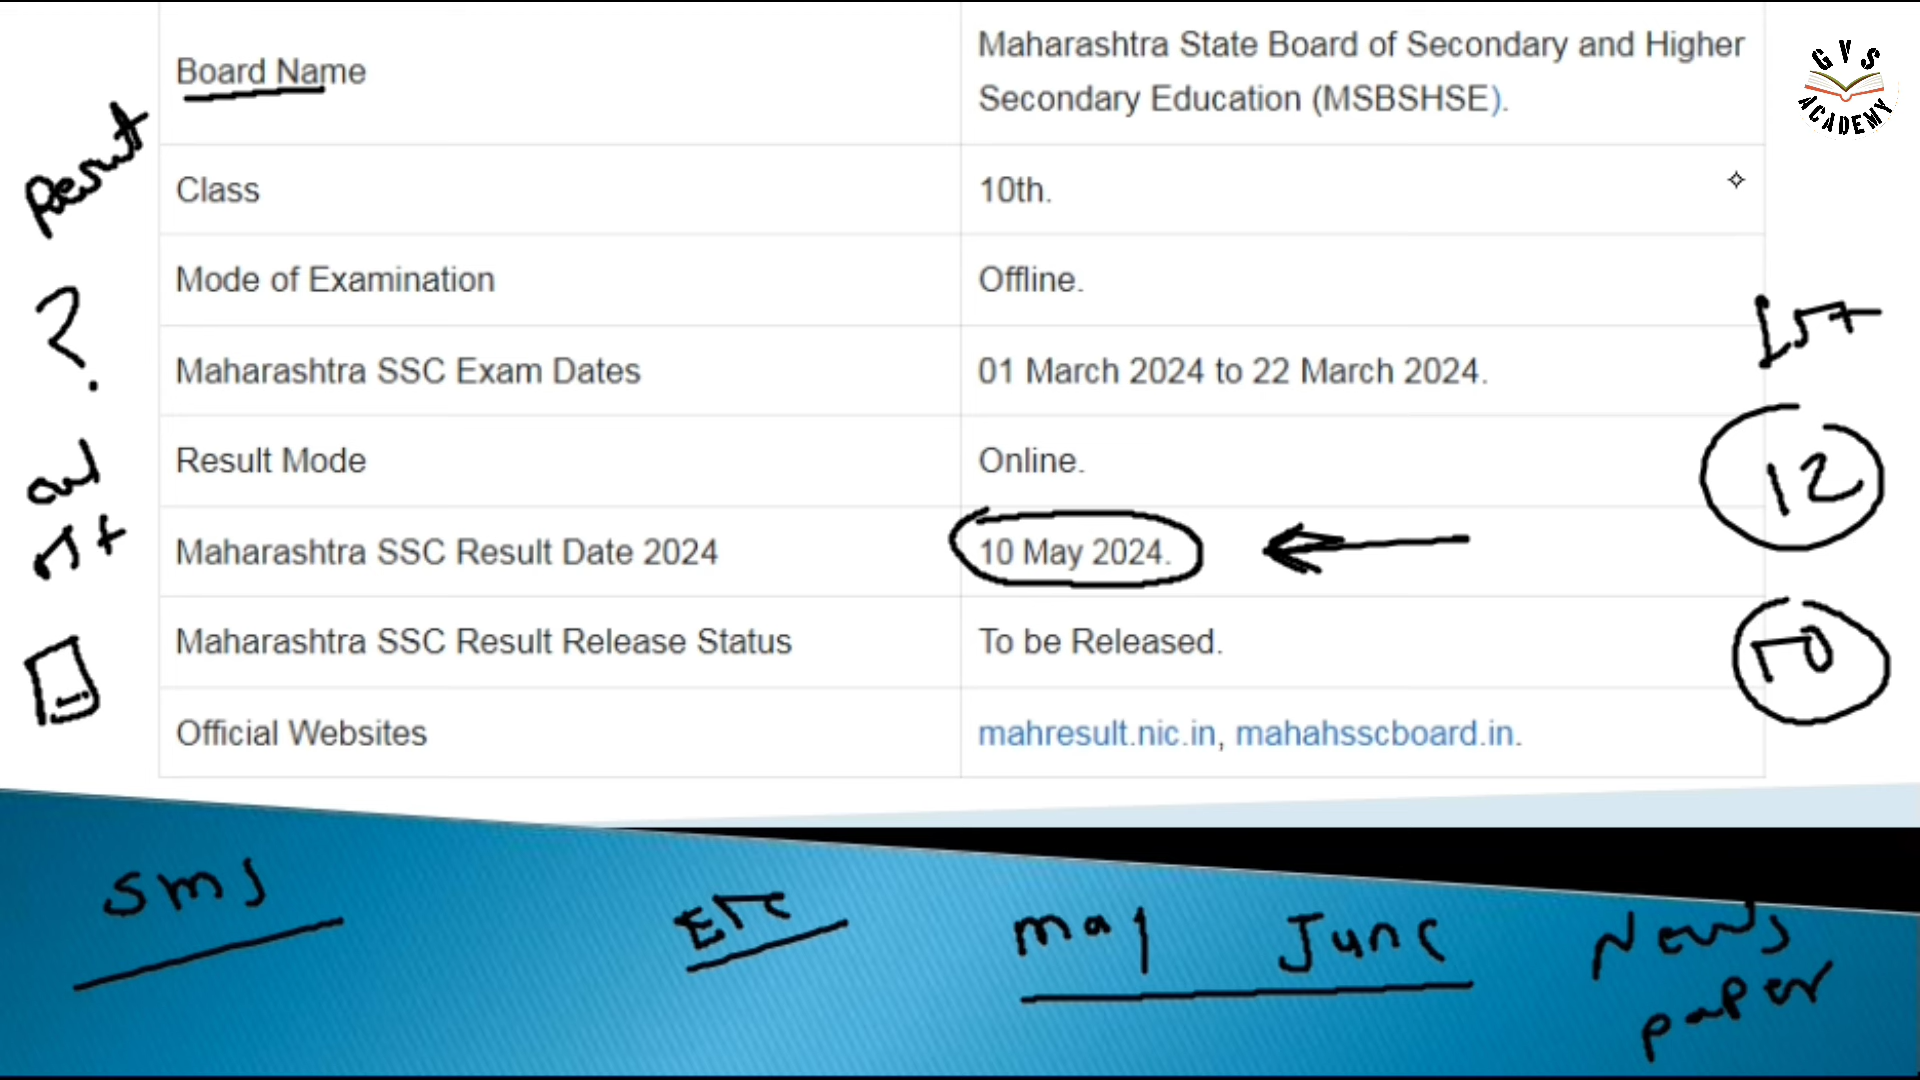 Board Name
Maharashtra State Board of Secondary and Higher
Secondary Education (MSBSHSE).
GVS
ACADEMY
Result
Class
10th.
Mode of Examination
Offline.
?
1st
Maharashtra SSC Exam Dates
01 March 2024 to 22 March 2024.
Result Mode
Online.
12
Maharashtra SSC Result Date 2024
10 May 2024.
Maharashtra SSC Result Release Status
To be Released.
10
Official Websites
mahresult.nic.in, mahahsscboard.in.
SMS
ETC
May June
News
paper